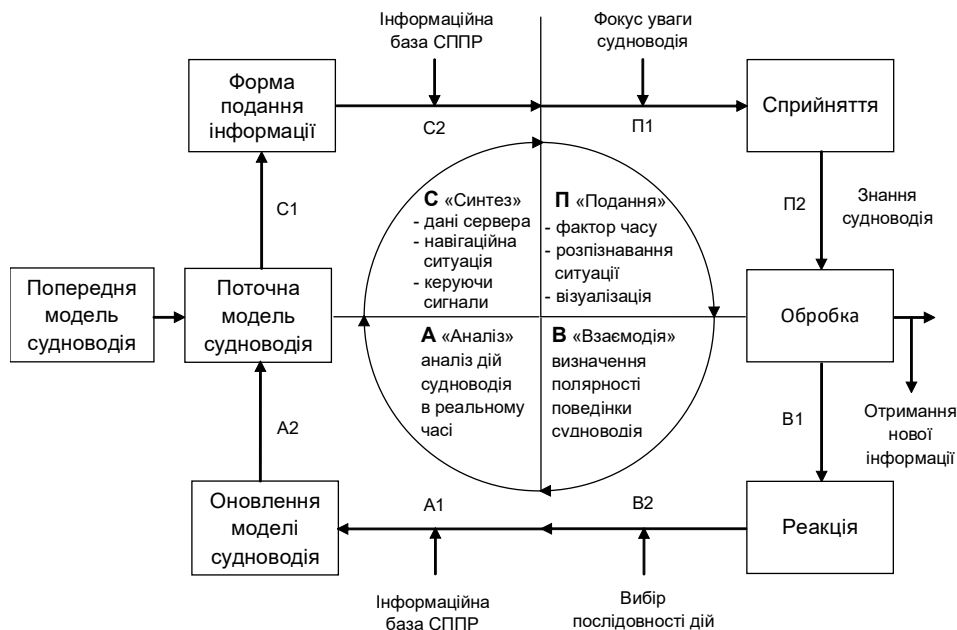 Інформаційна
база СППР
Фокус уваги
судноводія
Форма
подання
інформації
С2
П1
Сприйняття
С1
П2
Знання
судноводія
С «Синтез»
- дані сервера
- навігаційна
ситуація
- керуючи
сигнали
П «Подання»
- фактор часу
- розпізнавання
ситуації
- візуалізація
Попередня
модель
судноводія
Поточна
модель
судноводія
Обробка
А «Аналіз»
аналіз дій
судноводія
в реальному
часі
В «Взаємодія»
визначення
полярності
поведінки
судноводія
А2
В1
Отримання
нової
інформації
Оновлення
моделі
судноводія
А1
В2
Реакція
Інформаційна
база СППР
Вибір
послідовності дій